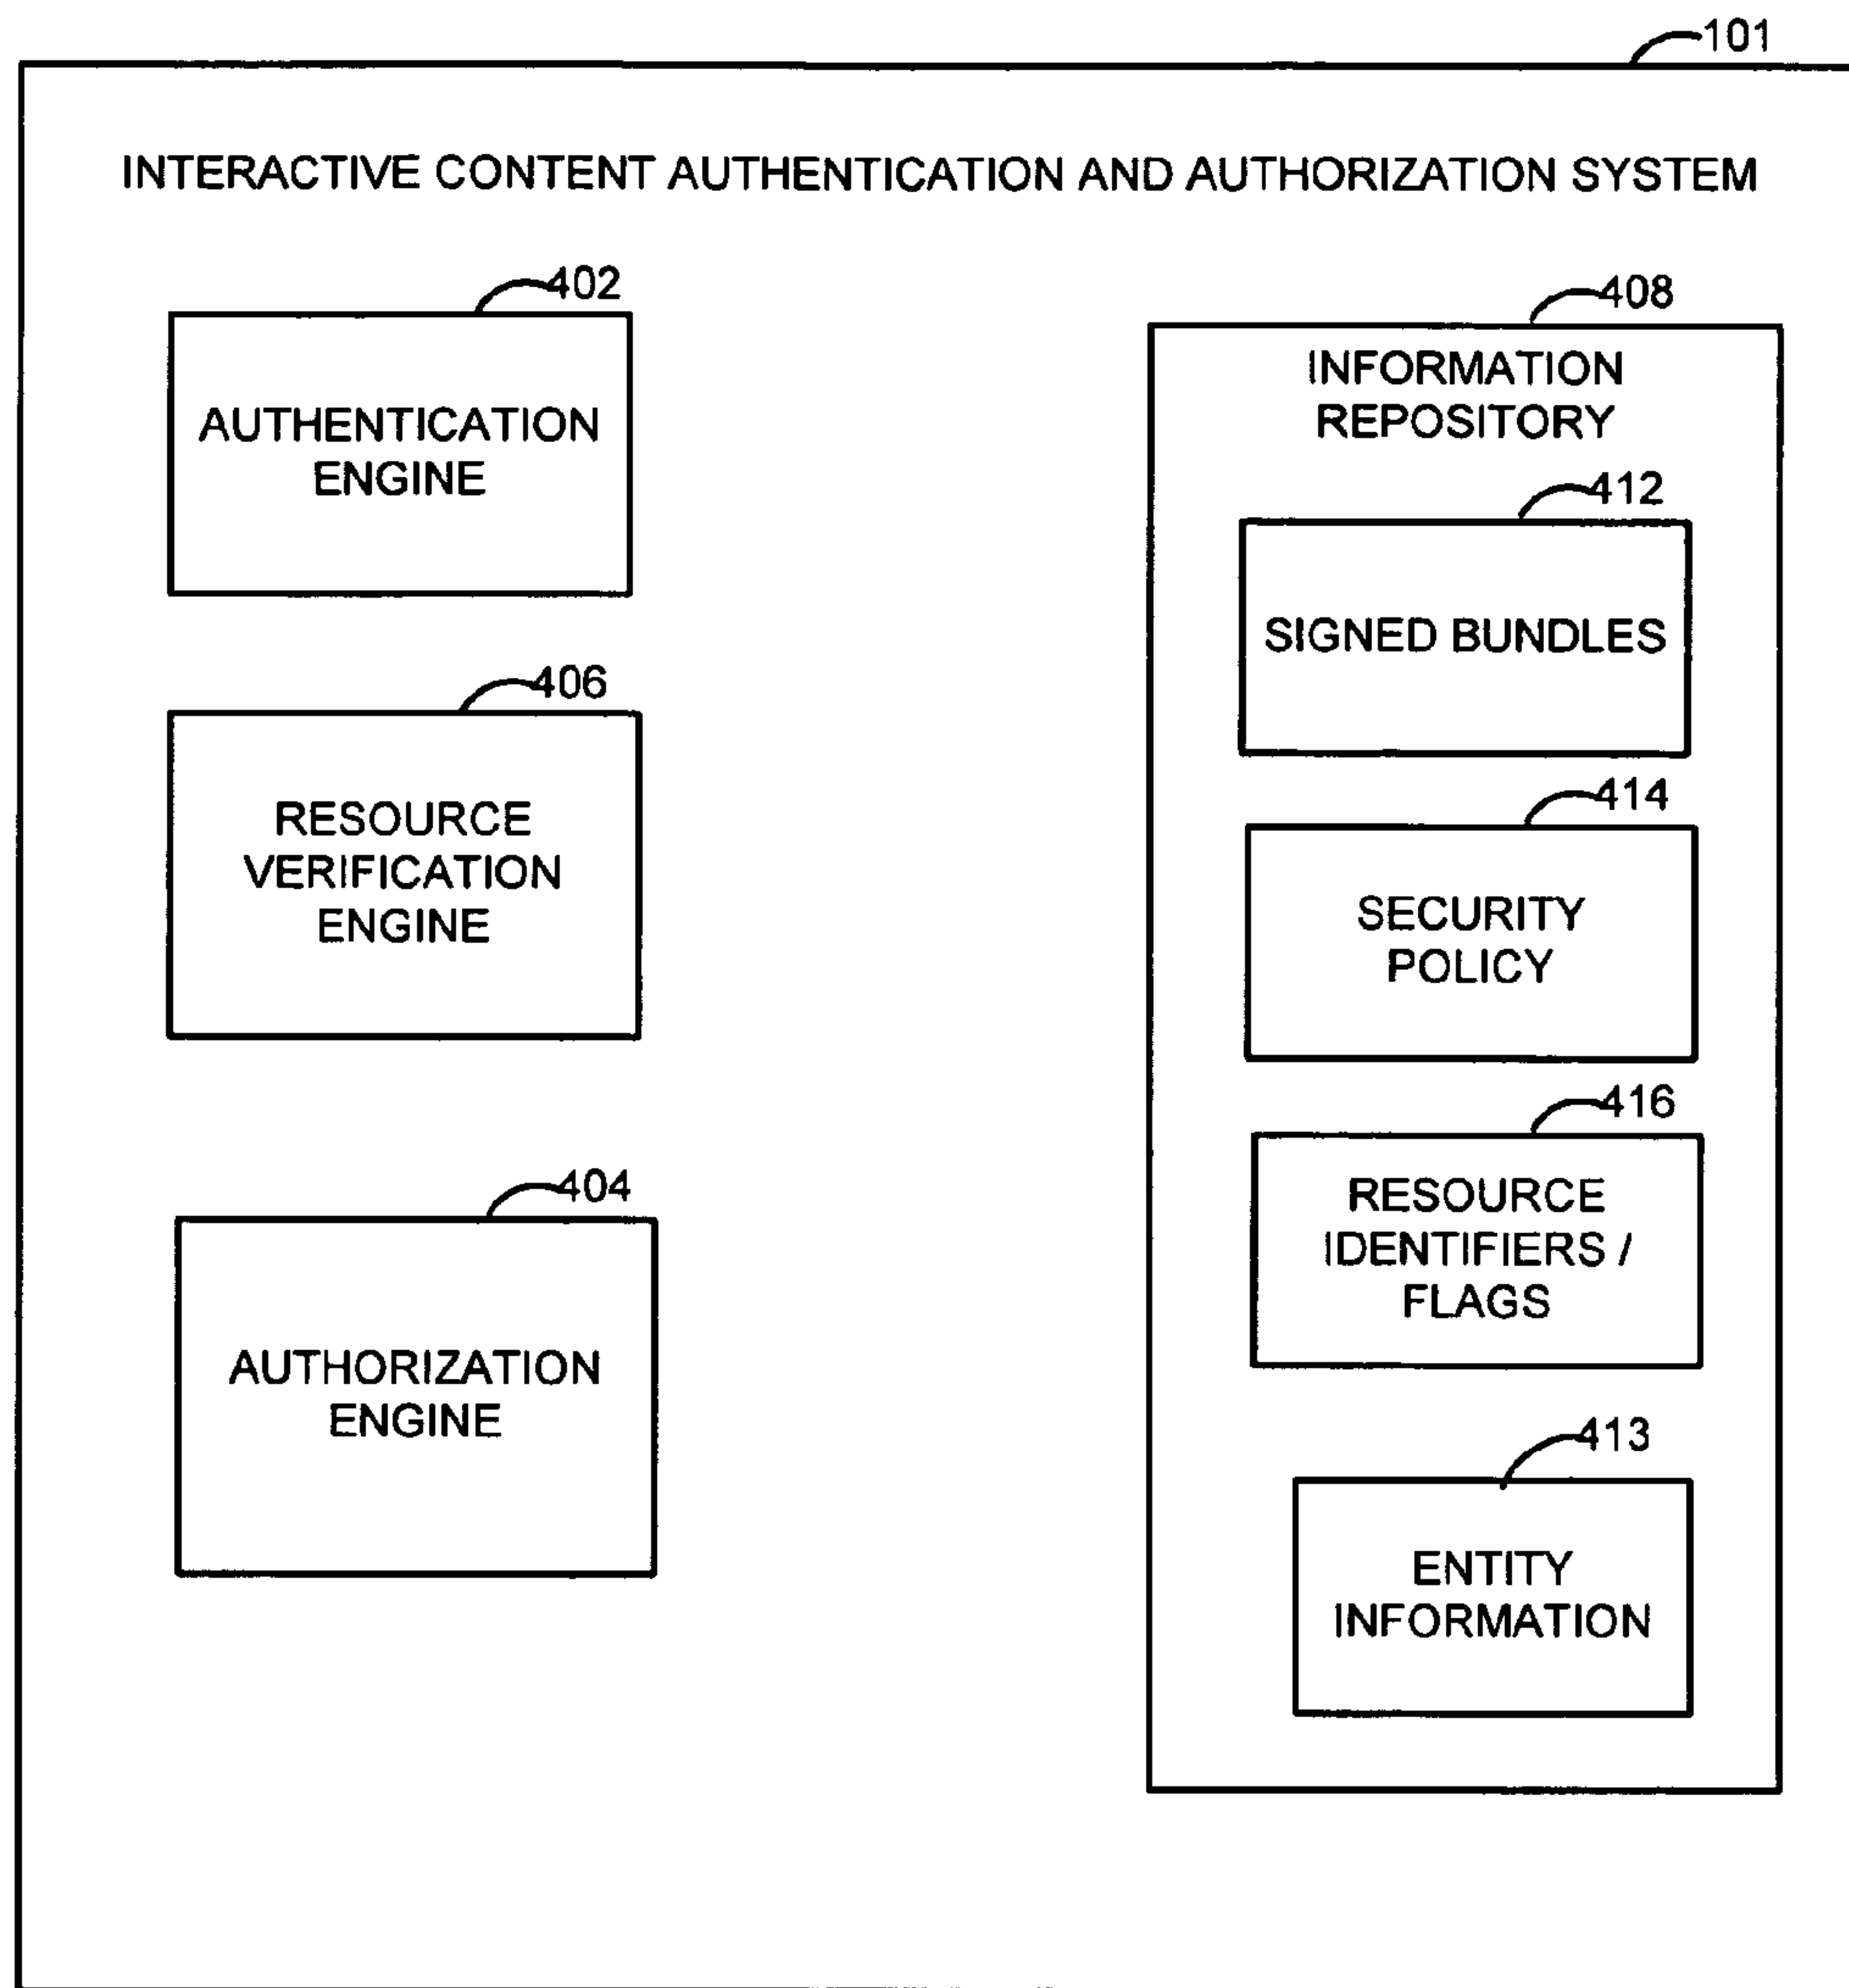 101
INTERACTIVE CONTENT AUTHENTICATION AND AUTHORIZATION SYSTEM
402
AUTHENTICATION
ENGINE
406
RESOURCE
VERIFICATION
ENGINE
404
AUTHORIZATION
ENGINE
408
INFORMATION
REPOSITORY
412
SIGNED BUNDLES
414
SECURITY
POLICY
416
RESOURCE
IDENTIFIERS /
FLAGS
413
ENTITY
INFORMATION